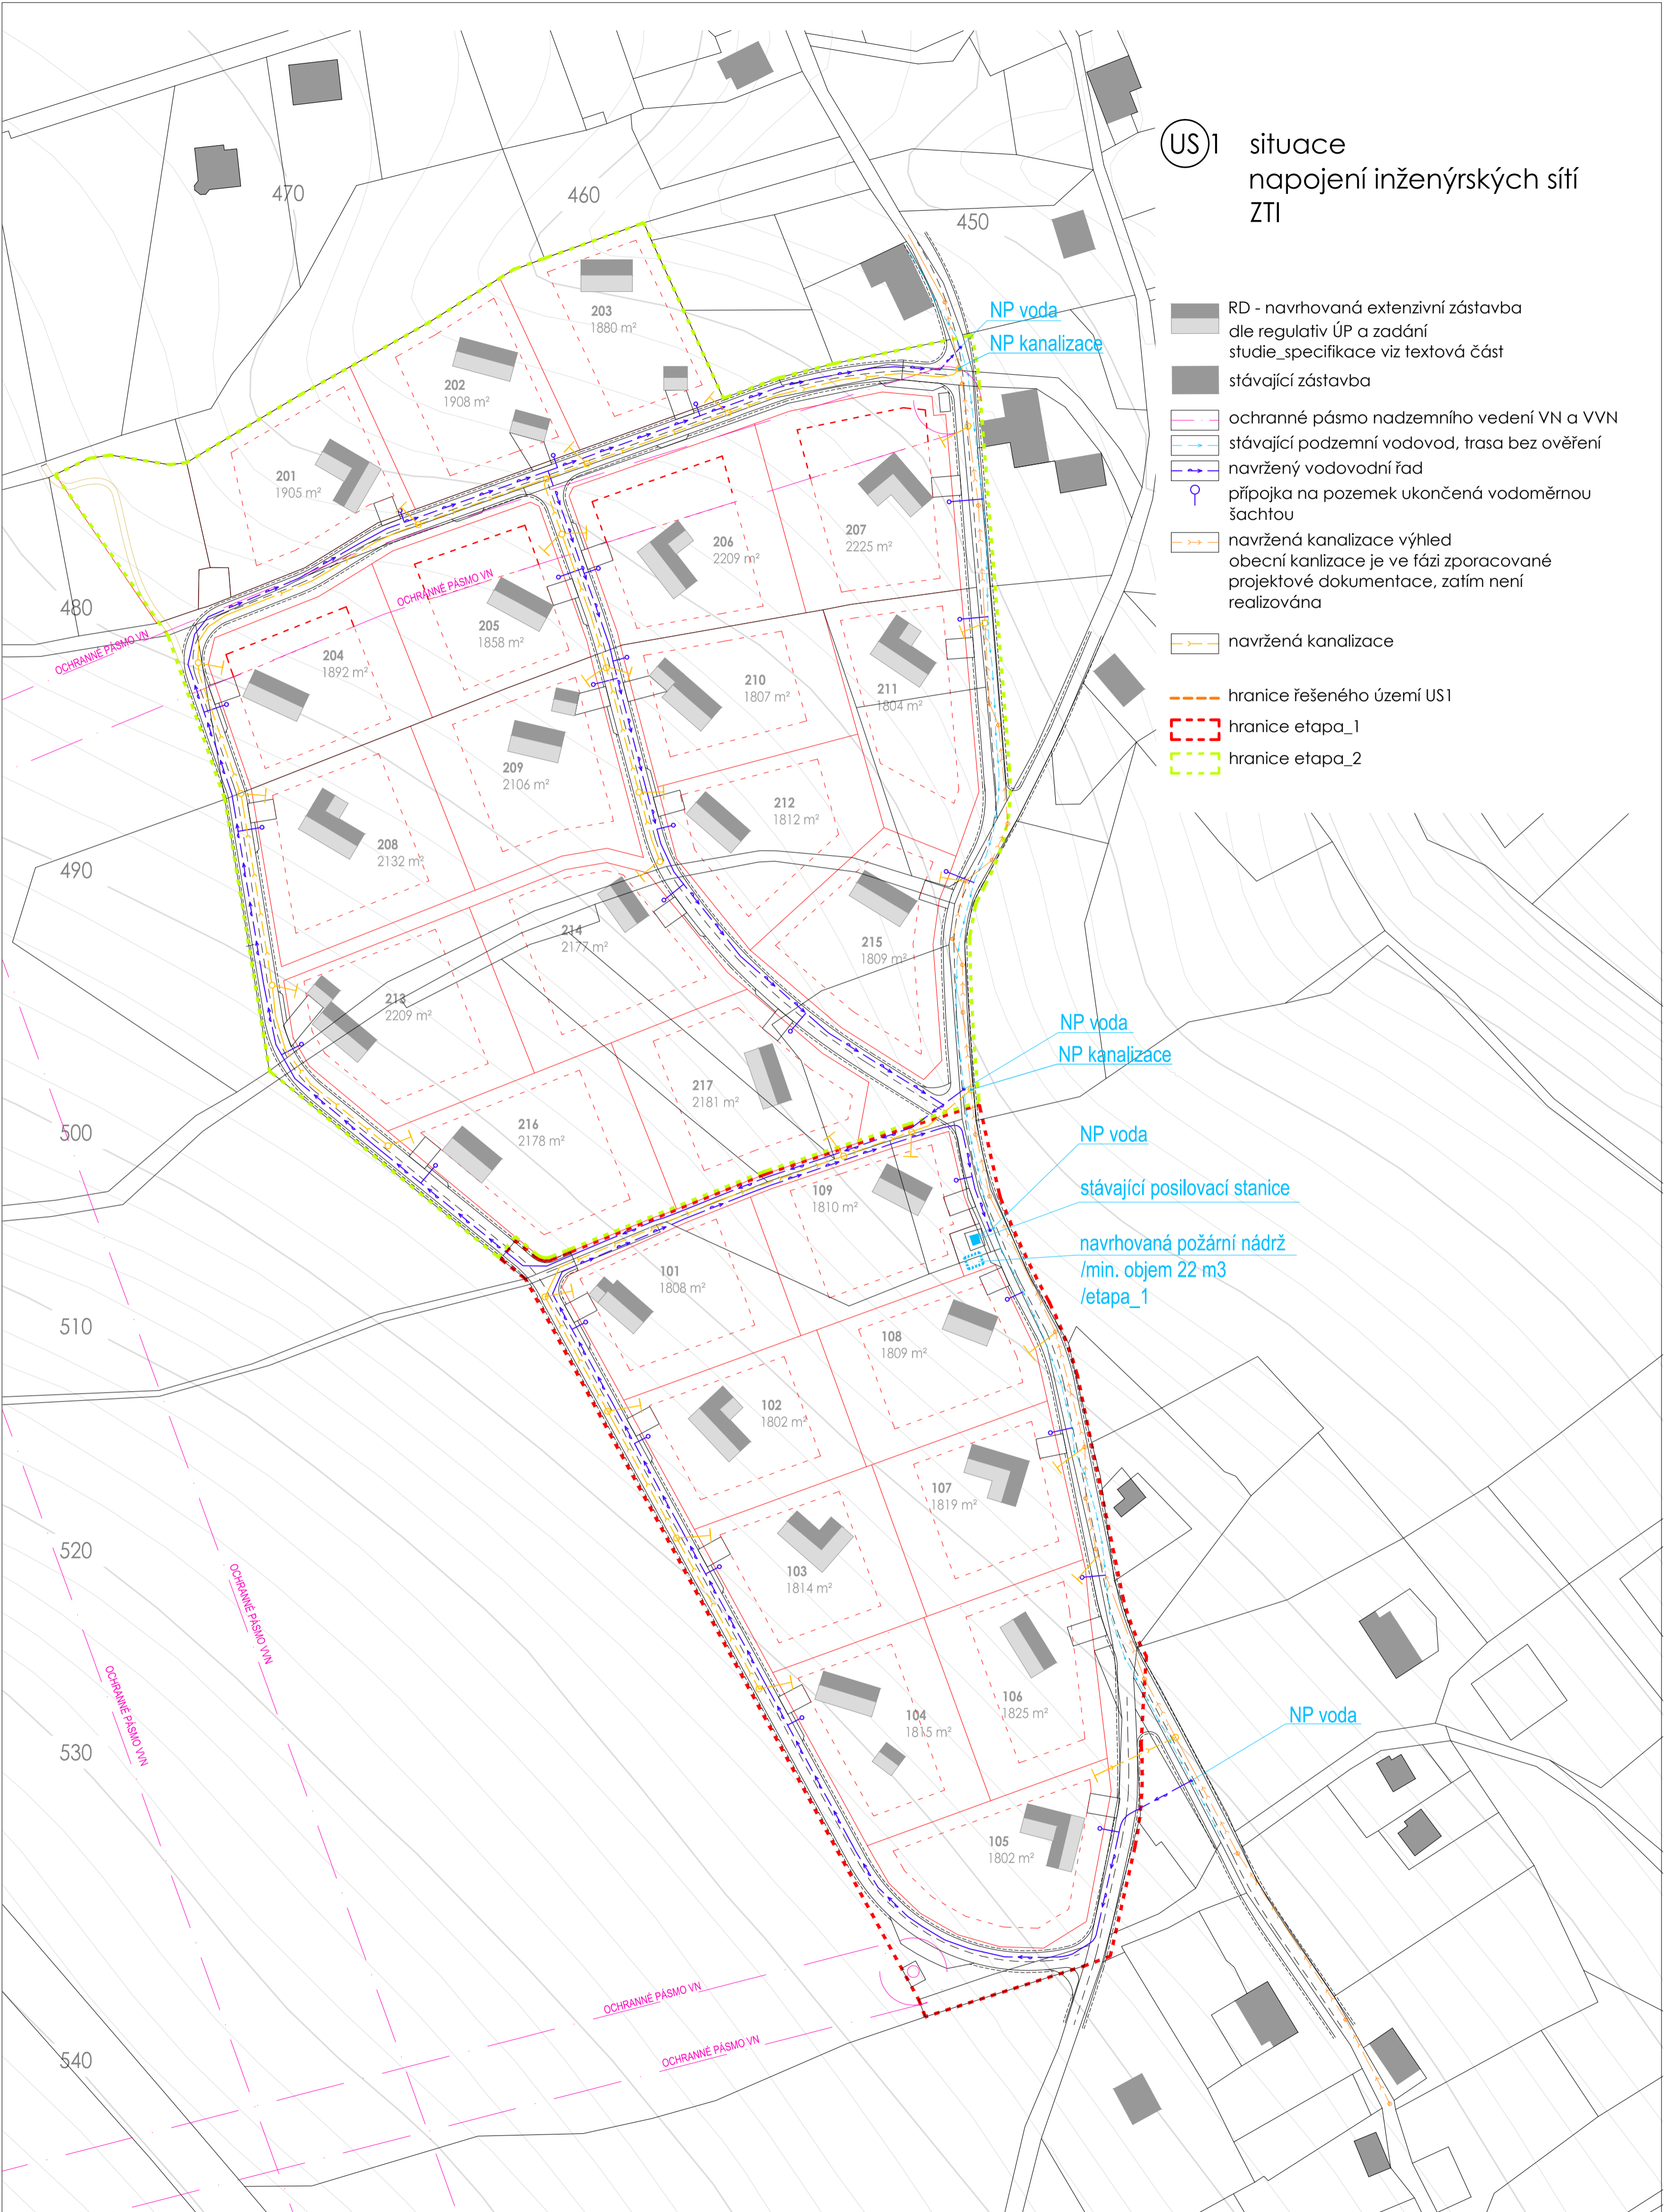 US 1 situace
napojení inženýrských sítí
ZTI
RD - navrhovaná extenzivní zástavba
dle regulativ ÚP a zadání
studie_specifikace viz textová část
stávající zástavba
ochranné pásmo nadzemního vedení VN a VVN
stávající podzemní vodovod, trasa bez ověření
navržený vodovodní řad
přípojka na pozemek ukončená vodoměrnou
šachtou
navržená kanalizace výhled
obecní kanlizace je ve fázi zporacované
projektové dokumentace, zatím není
realizována
navržená kanalizace
hranice řešeného území US1
hranice etapa_1
hranice etapa_2
470
460
450
480
490
500
510
520
530
540
NP voda
NP kanalizace
203
1880 m²
202
1908 m²
201
1905 m²
207
2225 m²
206
2209 m²
205
1858 m²
204
1892 m²
OCHRANNÉ PÁSMO VN
OCHRANNÉ PÁSMO VN
210
1807 m²
211
1804 m²
209
2106 m²
212
1812 m²
208
2132 m²
214
2177 m²
215
1809 m²
213
2209 m²
217
2181 m²
216
2178 m²
NP voda
NP kanalizace
NP voda
stávající posilovací stanice
navrhovaná požární nádrž
/min. objem 22 m3
/etapa_1
109
1810 m²
101
1808 m²
108
1809 m²
102
1802 m²
107
1819 m²
103
1814 m²
106
1825 m²
104
1815 m²
105
1802 m²
NP voda
OCHRANNÉ PÁSMO VVN
OCHRANNÉ PÁSMO VVN
OCHRANNÉ PÁSMO VN
OCHRANNÉ PÁSMO VN